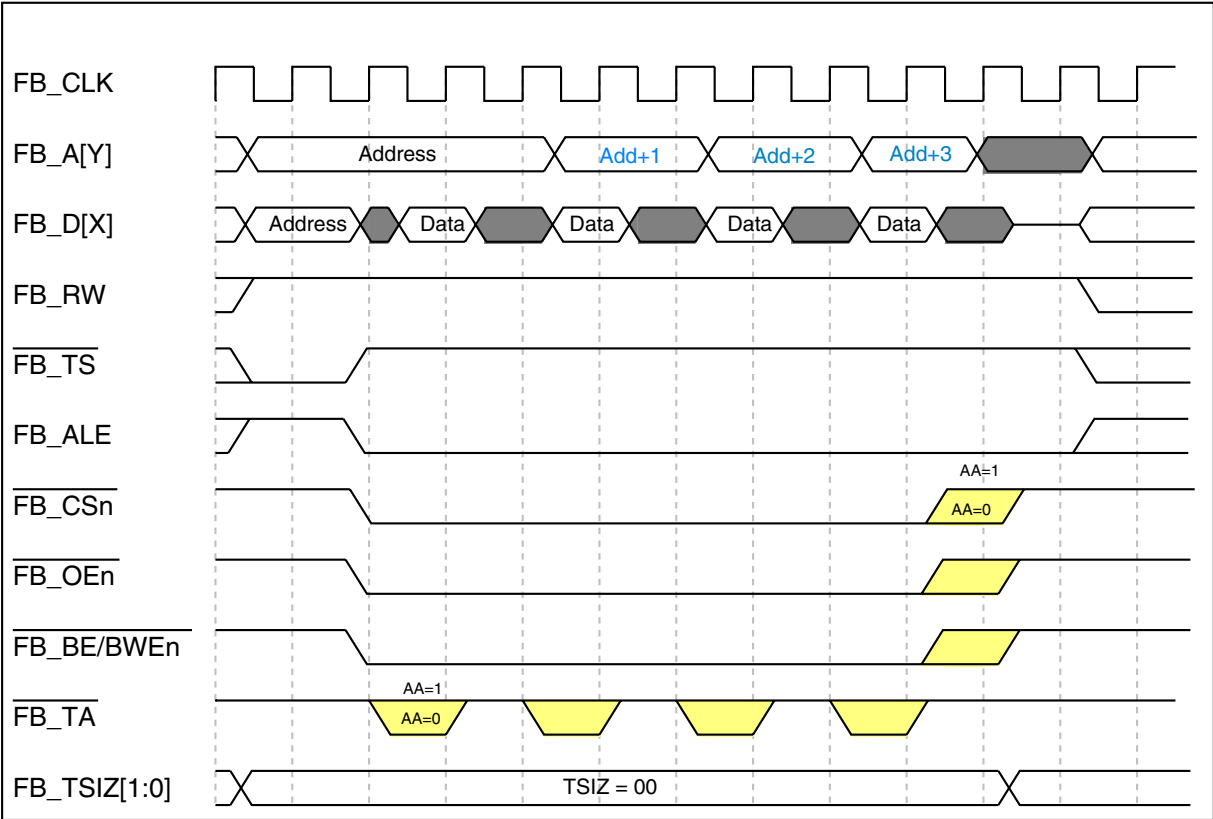 FB_CLK
FB_A[Y] Address Add+1 Add+2 Add+3
FB_D[X] Address Data Data Data Data
FB_RW
FB_TS
FB_ALE
AA=1
FB_CSn AA=0
FB_OEn
FB_BE/BWEn
AA=1
FB_TA AA=0
FB_TSIZ[1:0] TSIZ = 00